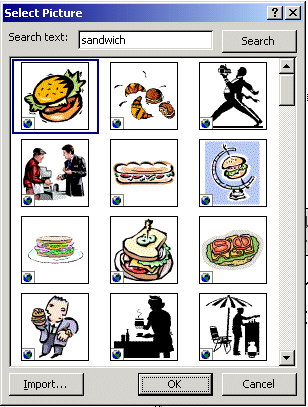 Select Picture
Search text: sandwich Search
Import... OK Cancel